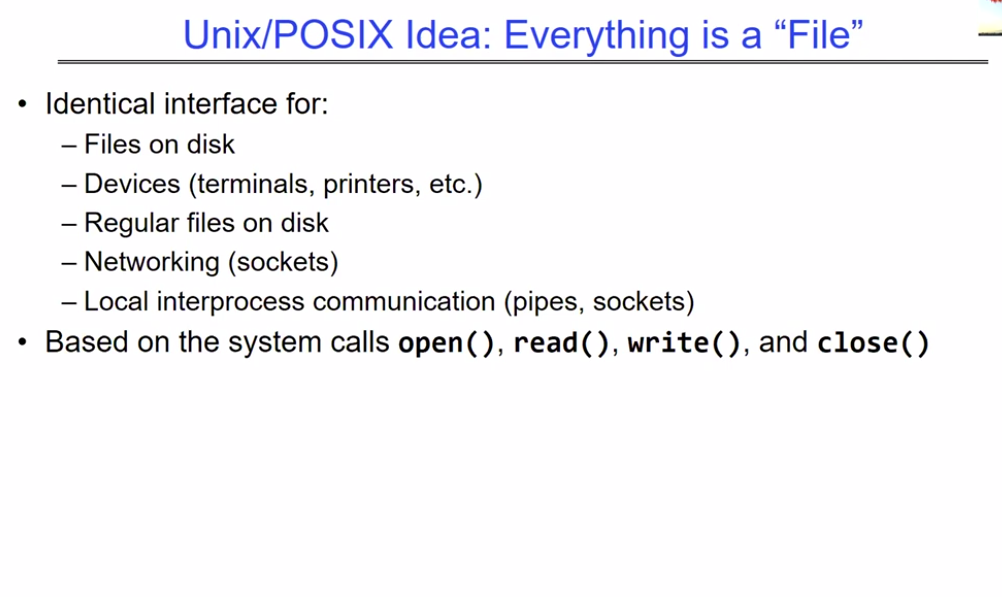 Unix/POSIX Idea: Everything is a “File”
• Identical interface for:
– Files on disk
– Devices (terminals, printers, etc.)
– Regular files on disk
– Networking (sockets)
– Local interprocess communication (pipes, sockets)
• Based on the system calls open(), read(), write(), and close()